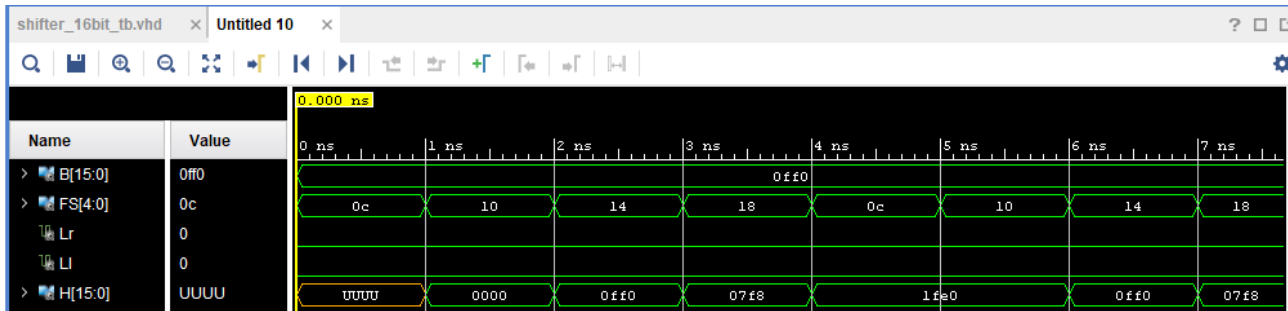 shifter_16bit_tb.vhd × Untitled 10 ×
?
0.000 ns
Name Value 0 ns 1 ns 2 ns 3 ns 4 ns 5 ns 6 ns 7 ns
B[15:0] 0ff0 0ff0
FS[4:0] 0c 0c 10 14 18 0c 10 14 18
Lr 0
Ll 0
H[15:0] UUUU UUUU 0000 0ff0 07f8 1fe0 0ff0 07f8